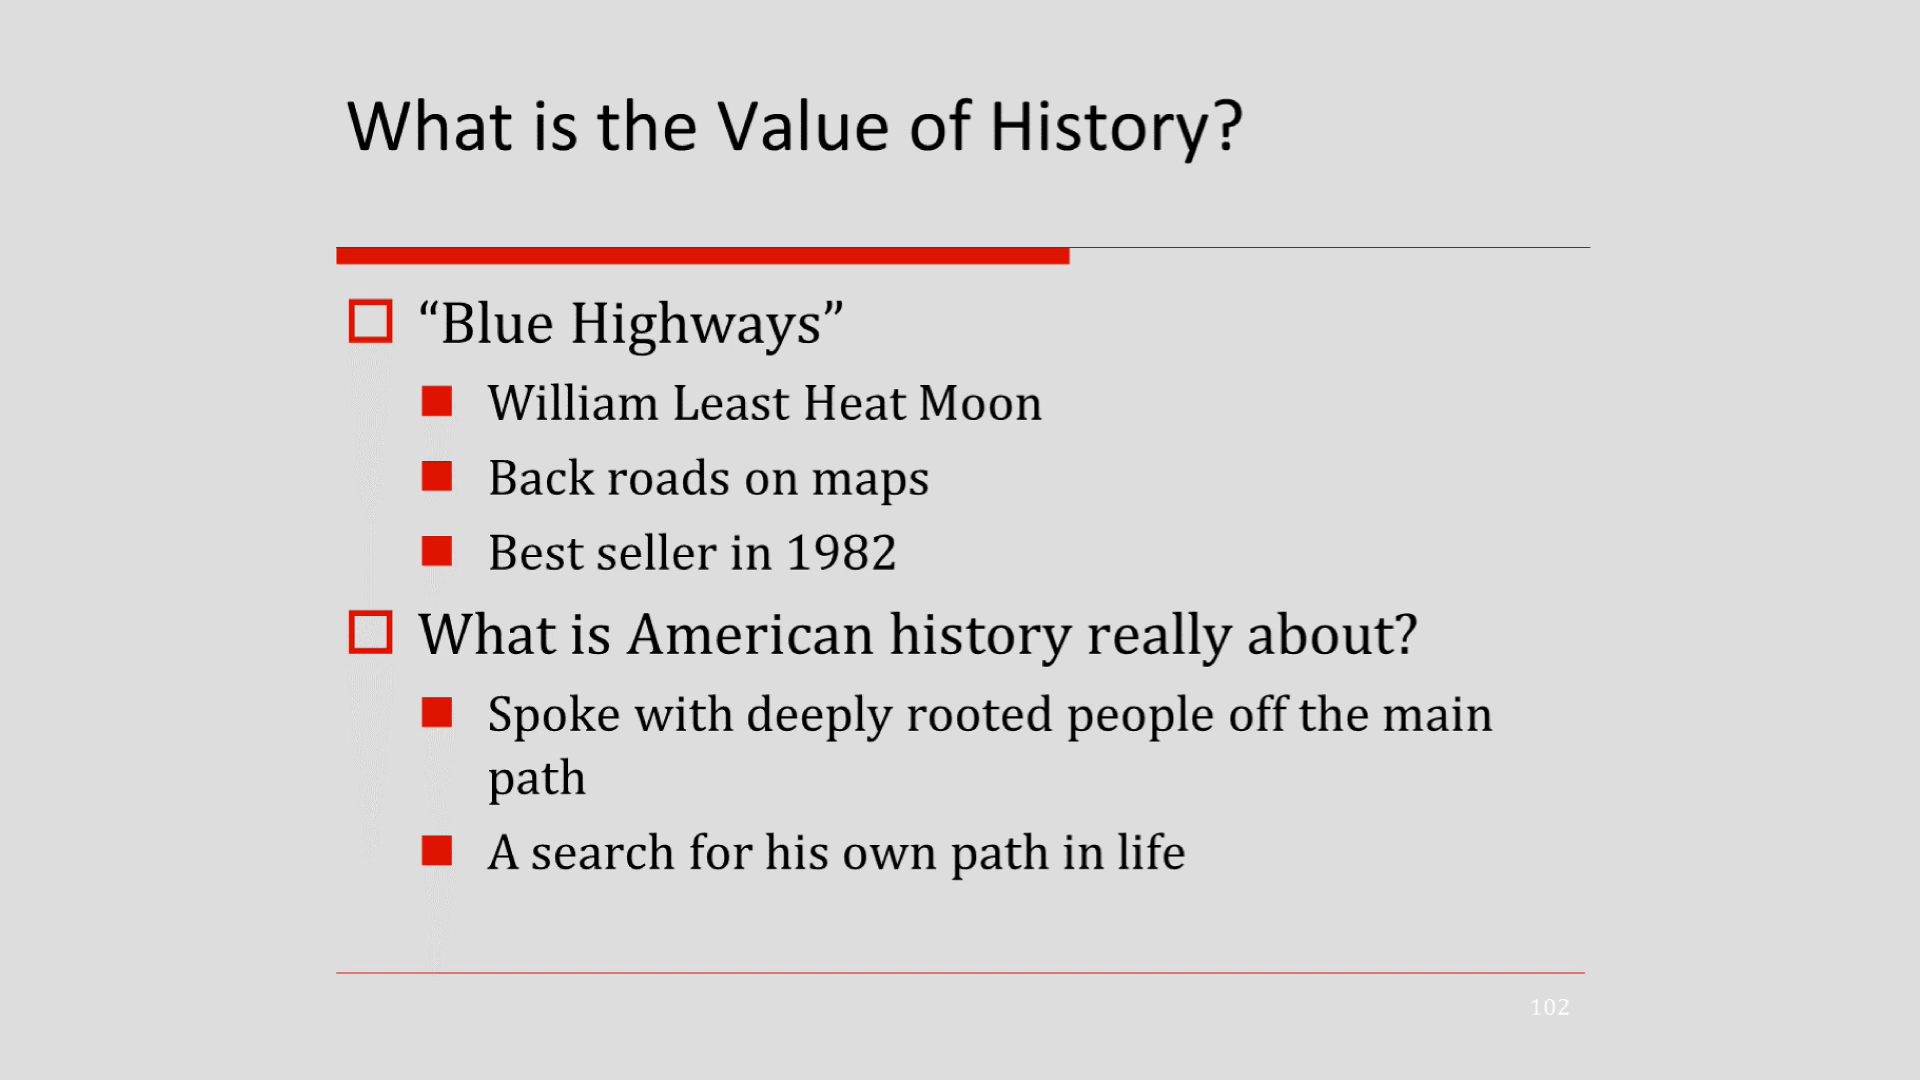 What is the Value of History?
“Blue Highways”
William Least Heat Moon
Back roads on maps
Best seller in 1982
What is American history really about?
Spoke with deeply rooted people off the main
path
A search for his own path in life
102